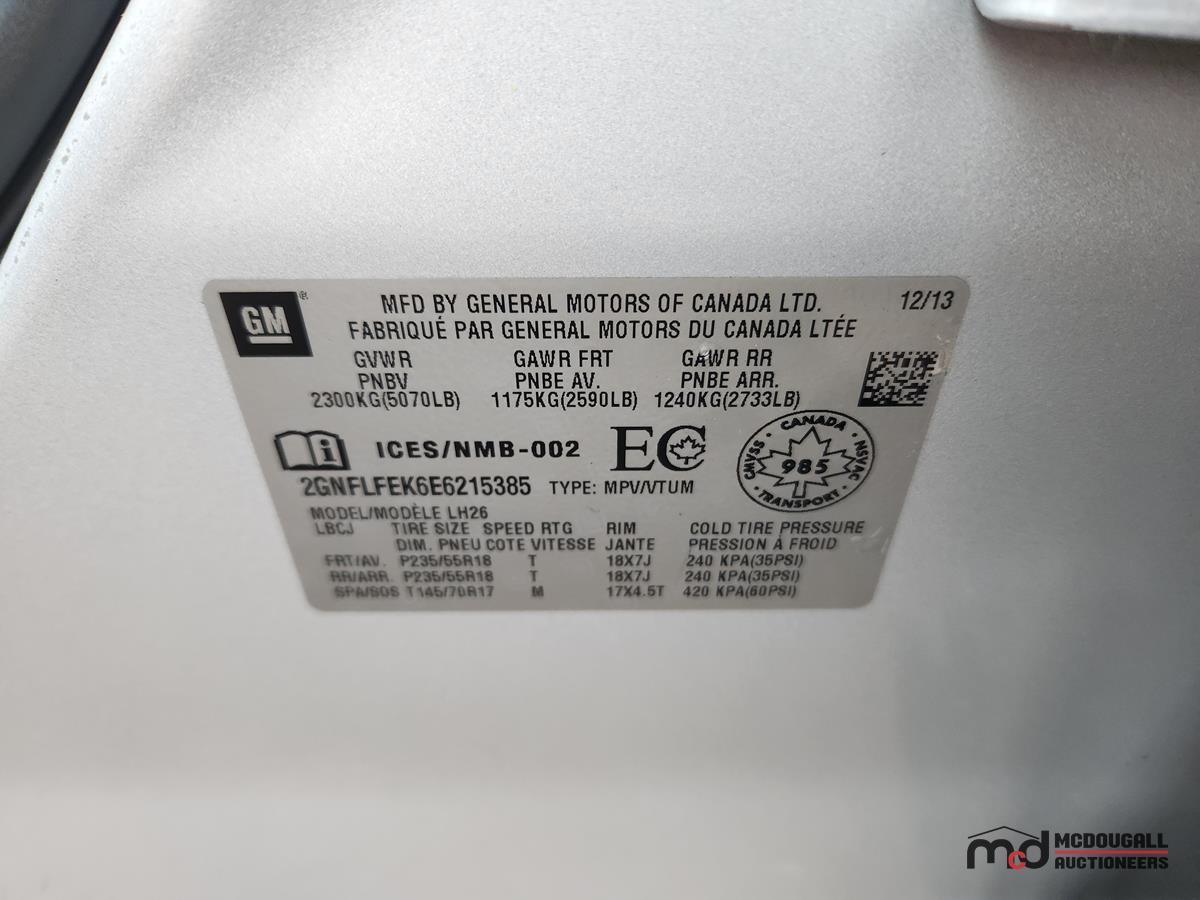 GM®
MFD BY GENERAL MOTORS OF CANADA LTD. 12/13
FABRIQUÉ PAR GENERAL MOTORS DU CANADA LTÉE
GVWR GAWR FRT GAWR RR
PNBV PNBE AV. PNBE ARR.
2300KG(5070LB) 1175KG(2590LB) 1240KG(2733LB)
i ICES/NMB-002 EC
CANADA
CMVSS 985 NSVAC
TRANSPORT
2GNFLFEK6E6215385 TYPE: MPV/VTUM
MODEL/MODÈLE LH26
LBCJ TIRE SIZE SPEED RTG RIM COLD TIRE PRESSURE
DIM. PNEU COTE VITESSE JANTE PRESSION À FROID
FRT/AV. P235/55R18 T 18X7J 240 KPA(35PSI)
RR/ARR. P235/55R18 T 18X7J 240 KPA(35PSI)
SPA/SOS T145/70R17 M 17X4.5T 420 KPA(60PSI)
mcd MCDOUGALL
AUCTIONEERS